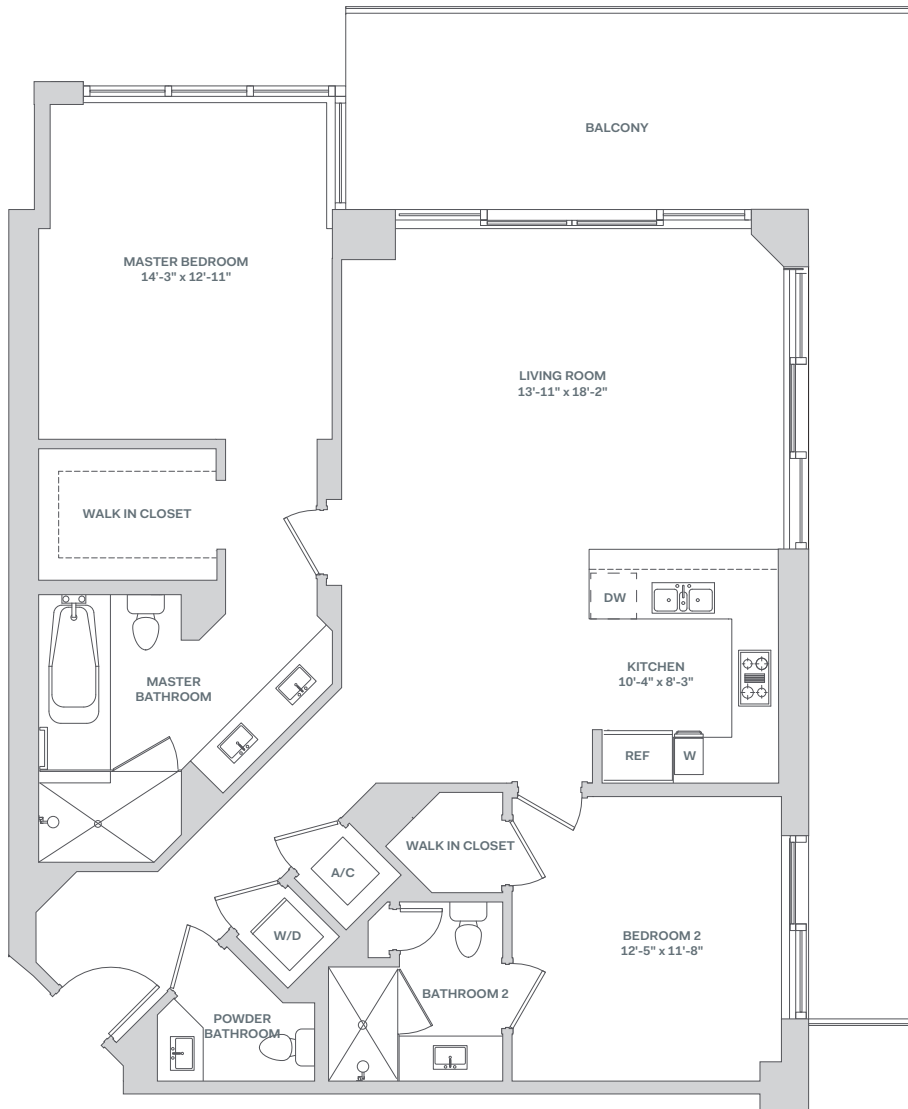 BALCONY
MASTER BEDROOM
14'-3" x 12'-11"
LIVING ROOM
13'-11" x 18'-2"
WALK IN CLOSET
DW
MASTER
BATHROOM
KITCHEN
10'-4" x 8'-3"
REF
W
WALK IN CLOSET
A/C
W/D
BEDROOM 2
12'-5" x 11'-8"
BATHROOM 2
POWDER
BATHROOM